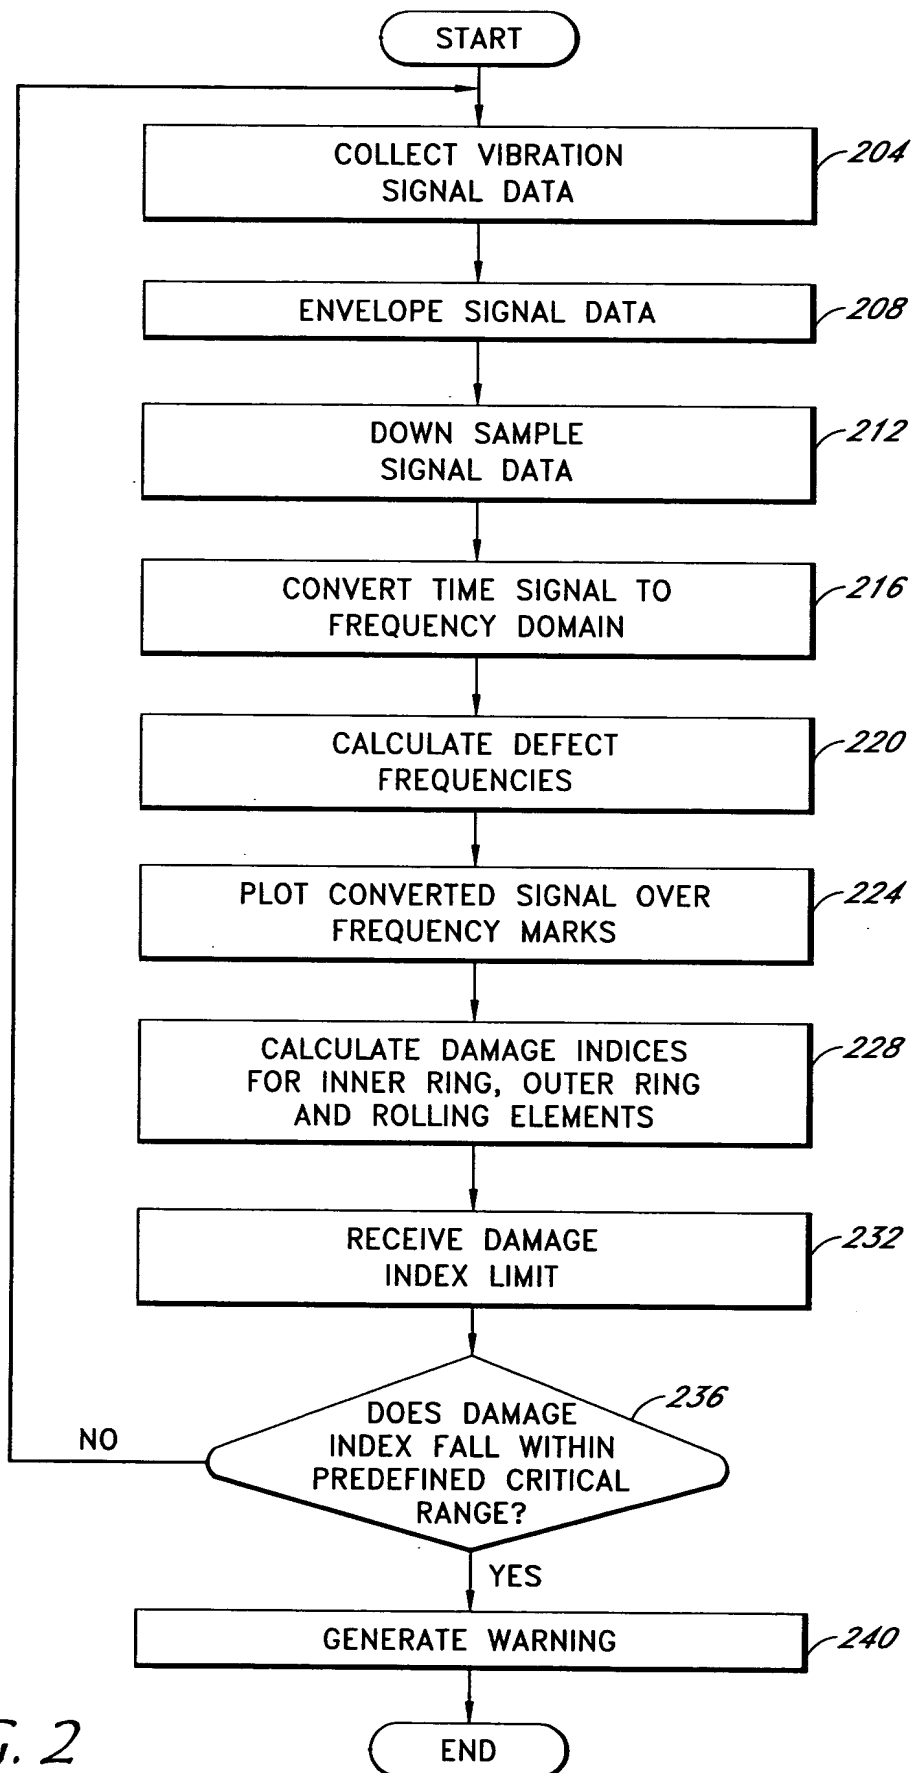 START
COLLECT VIBRATION
SIGNAL DATA
204
ENVELOPE SIGNAL DATA
208
DOWN SAMPLE
SIGNAL DATA
212
CONVERT TIME SIGNAL TO
FREQUENCY DOMAIN
216
CALCULATE DEFECT
FREQUENCIES
220
PLOT CONVERTED SIGNAL OVER
FREQUENCY MARKS
224
CALCULATE DAMAGE INDICES
FOR INNER RING, OUTER RING
AND ROLLING ELEMENTS
228
RECEIVE DAMAGE
INDEX LIMIT
232
DOES DAMAGE
INDEX FALL WITHIN
PREDEFINED CRITICAL
RANGE?
236
NO
YES
GENERATE WARNING
240
END
G. 2